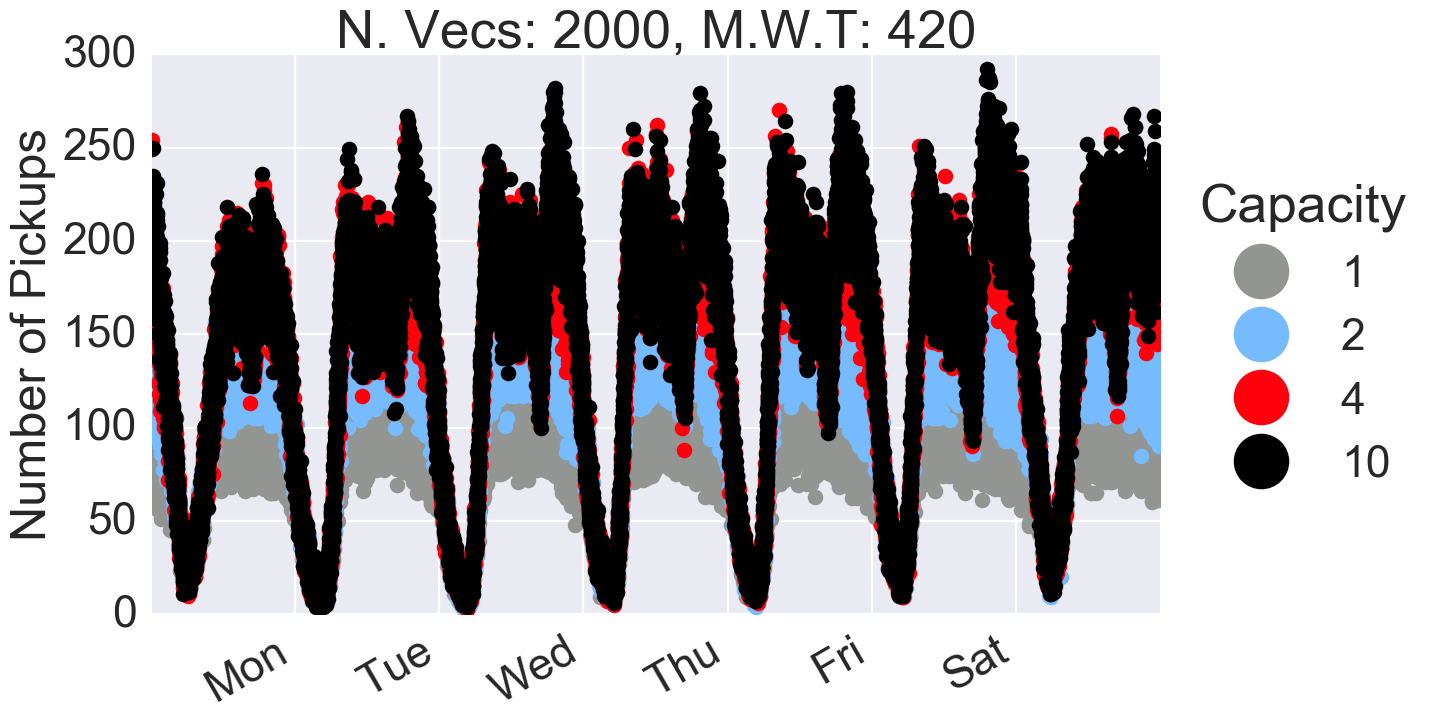 N. Vecs: 2000, M.W.T: 420
Number of Pickups
300
250
200
150
100
50
0
Mon
Tue
Wed
Thu
Fri
Sat
Capacity
1
2
4
10